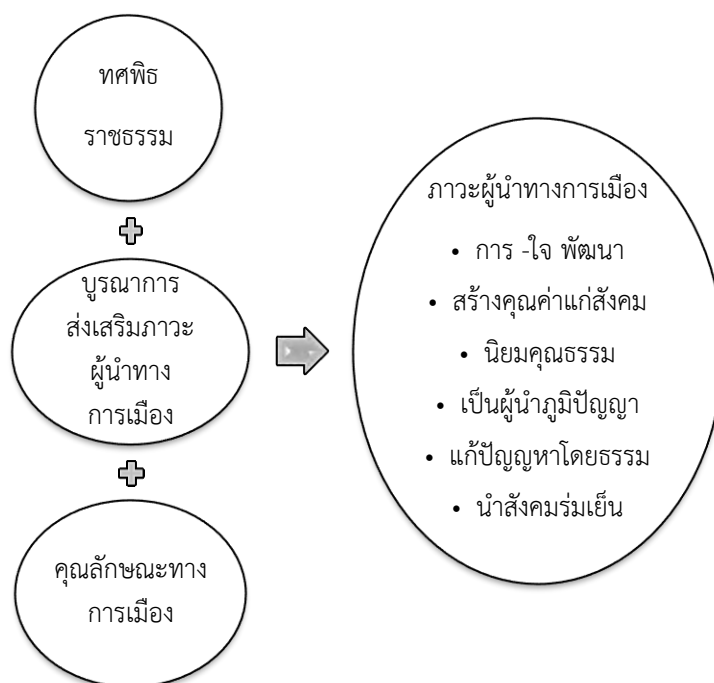 ทศพิธ
ราชธรรม
บูรณาการ
ส่งเสริมภาวะ
ผู้นำทาง
การเมือง
คุณลักษณะทาง
การเมือง
ภาวะผู้นำทางการเมือง
• การ -ใจ พัฒนา
• สร้างคุณค่าแก่สังคม
• นิยมคุณธรรม
• เป็นผู้นำภูมิปัญญา
• แก้ปัญญหาโดยธรรม
• นำสังคมร่มเย็น